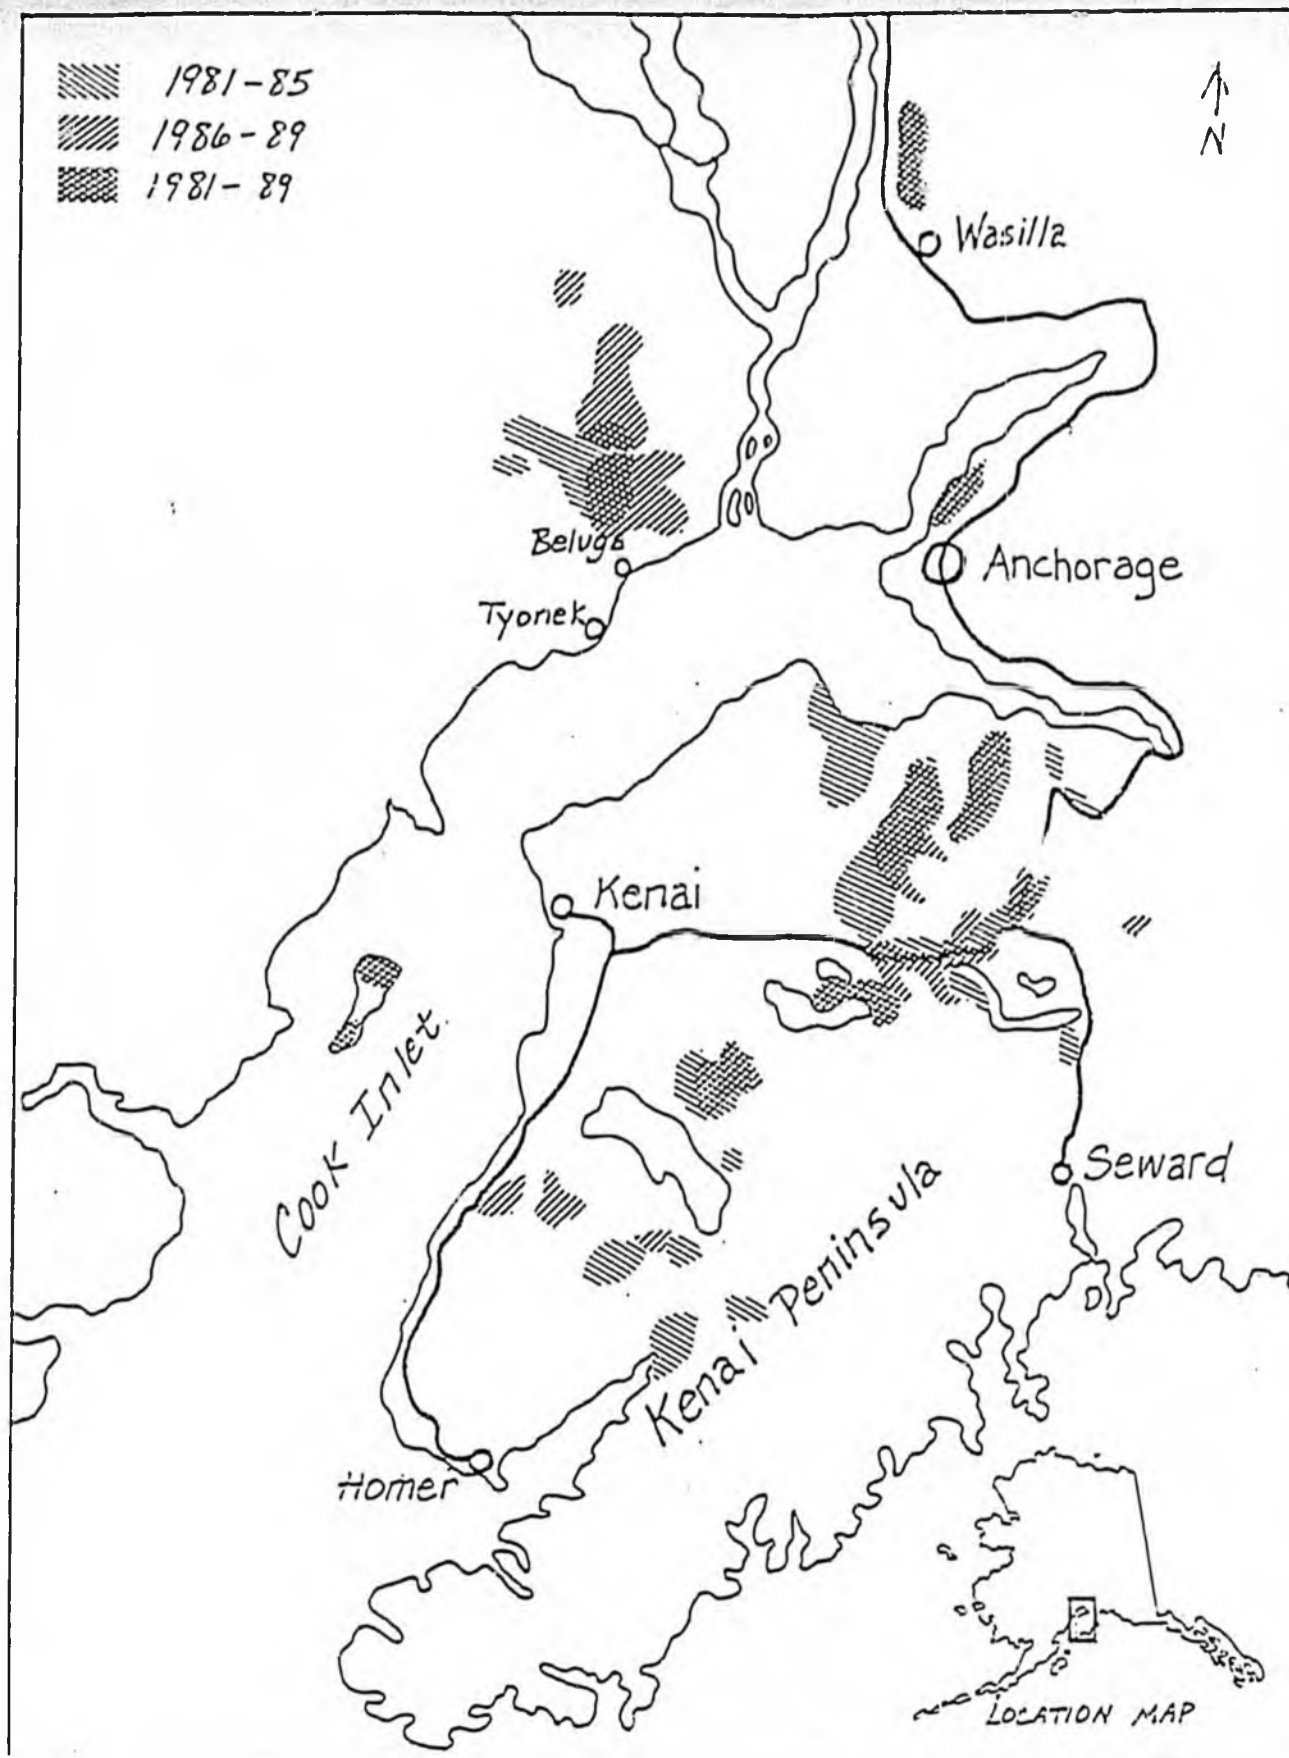 1981-85
1986-89
1981-89
N
Wasilla
Beluga
Anchorage
Tyonek
Kenai
Cook Inlet
Seward
Kenai Peninsula
Homer
LOCATION MAP